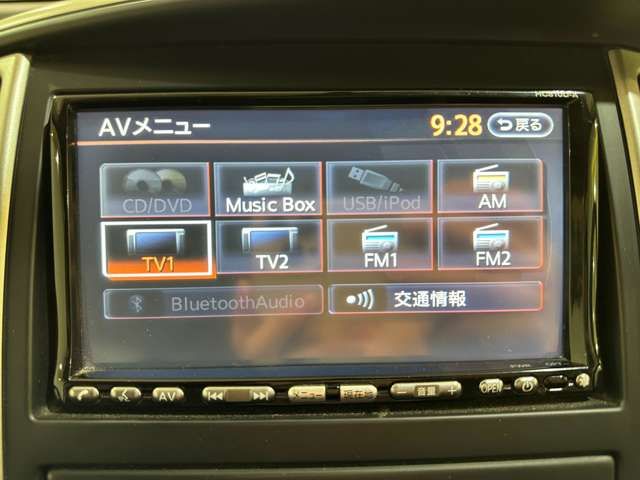 HC510D-A
AVメニュー 9:28 戻る
CD/DVD Music Box USB/iPod AM
TV1 TV2 FM1 FM2
BluetoothAudio 交通情報
AV メニュー 現在地 − 音量 + OPEN